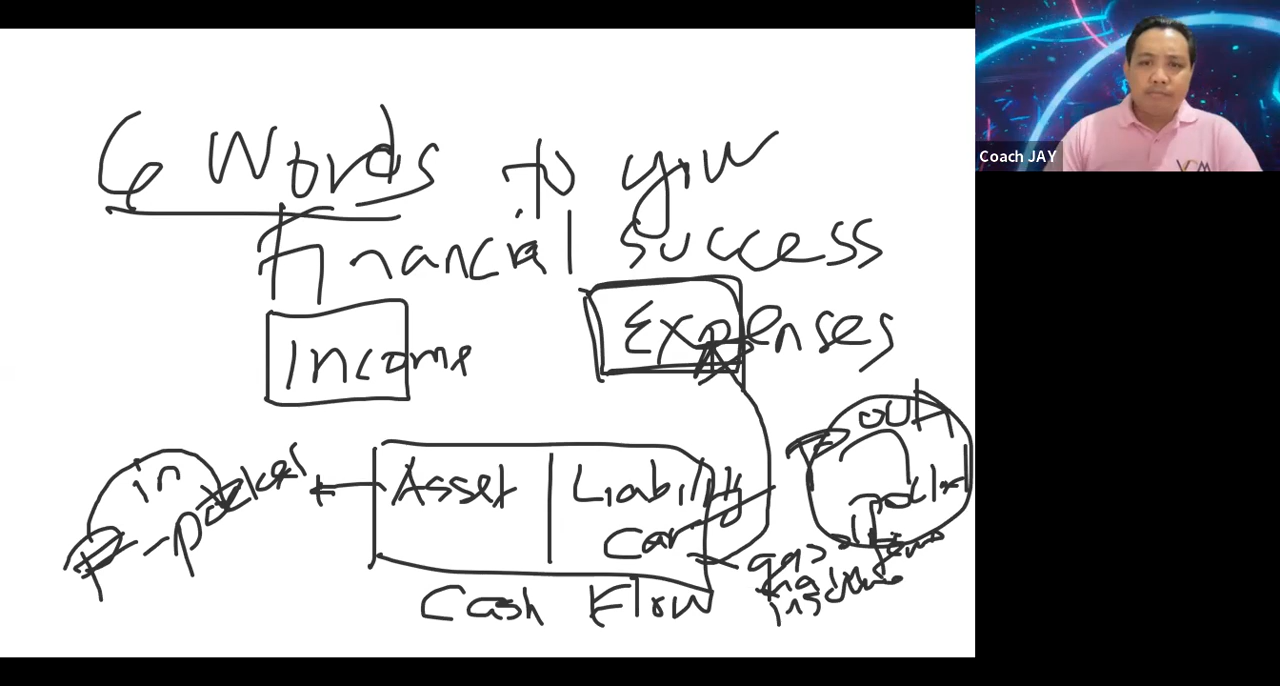 6 Words to your
Financial success
Income
Expenses
in
P - pocket
Asset
Liability
Car
Cash Flow
out
P
pocket
gas
Coach JAY